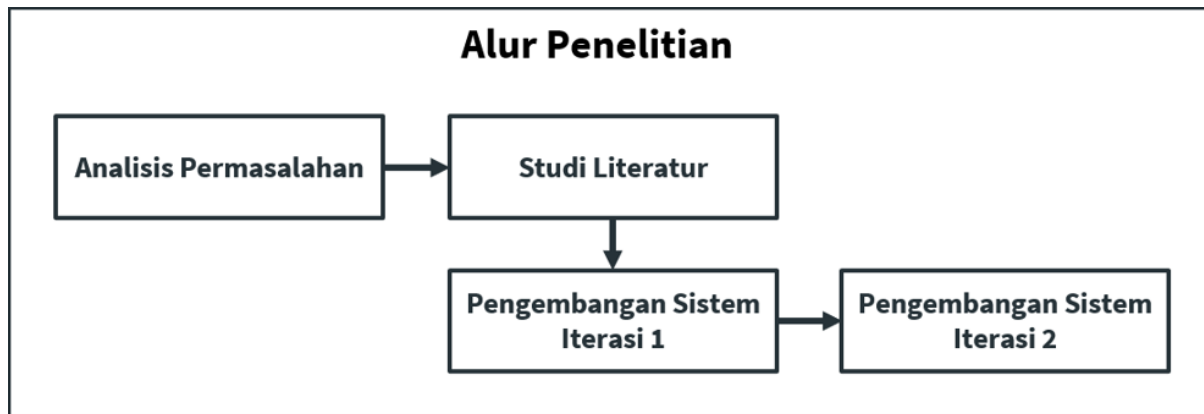 Alur Penelitian
Analisis Permasalahan
Studi Literatur
Pengembangan Sistem
Iterasi 1
Pengembangan Sistem
Iterasi 2